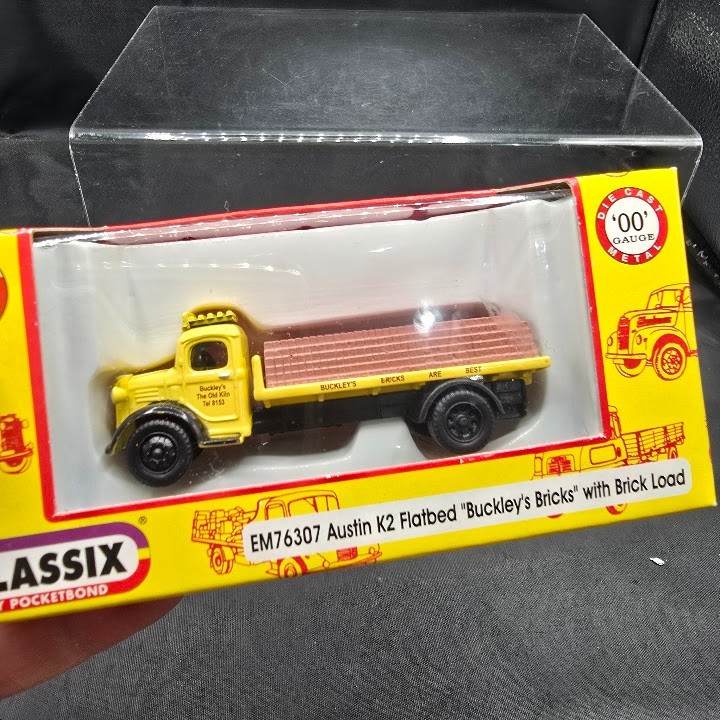 DIE CAST
'00'
GAUGE
METAL
Buckley's
The Old Kiln
Tel 8153
BUCKLEY'S BRICKS ARE BEST
EM76307 Austin K2 Flatbed "Buckley's Bricks" with Brick Load
LASSIX
®
Y POCKETBOND